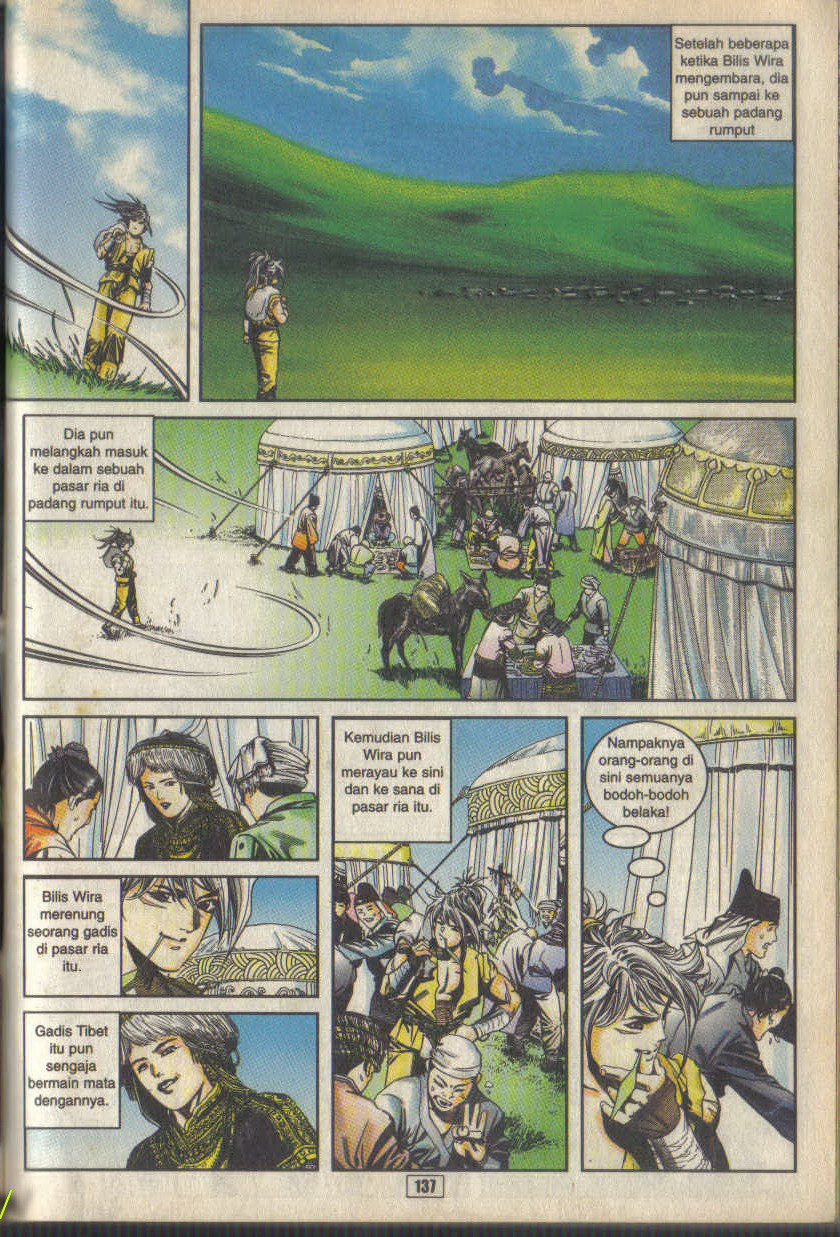 Setelah beberapa
ketika Bilis Wira
mengembara, dia
pun sampai ke
sebuah padang
rumput
Dia pun
melangkah masuk
ke dalam sebuah
pasar ria di
padang rumput itu.
Bilis Wira
merenung
seorang gadis
di pasar ria
itu.
Gadis Tibet
itu pun
sengaja
bermain mata
dengannya.
Kemudian Bilis
Wira pun
merayau ke sini
dan ke sana di
pasar ria itu.
Nampaknya
orang-orang di
sini semuanya
bodoh-bodoh
belaka!
137